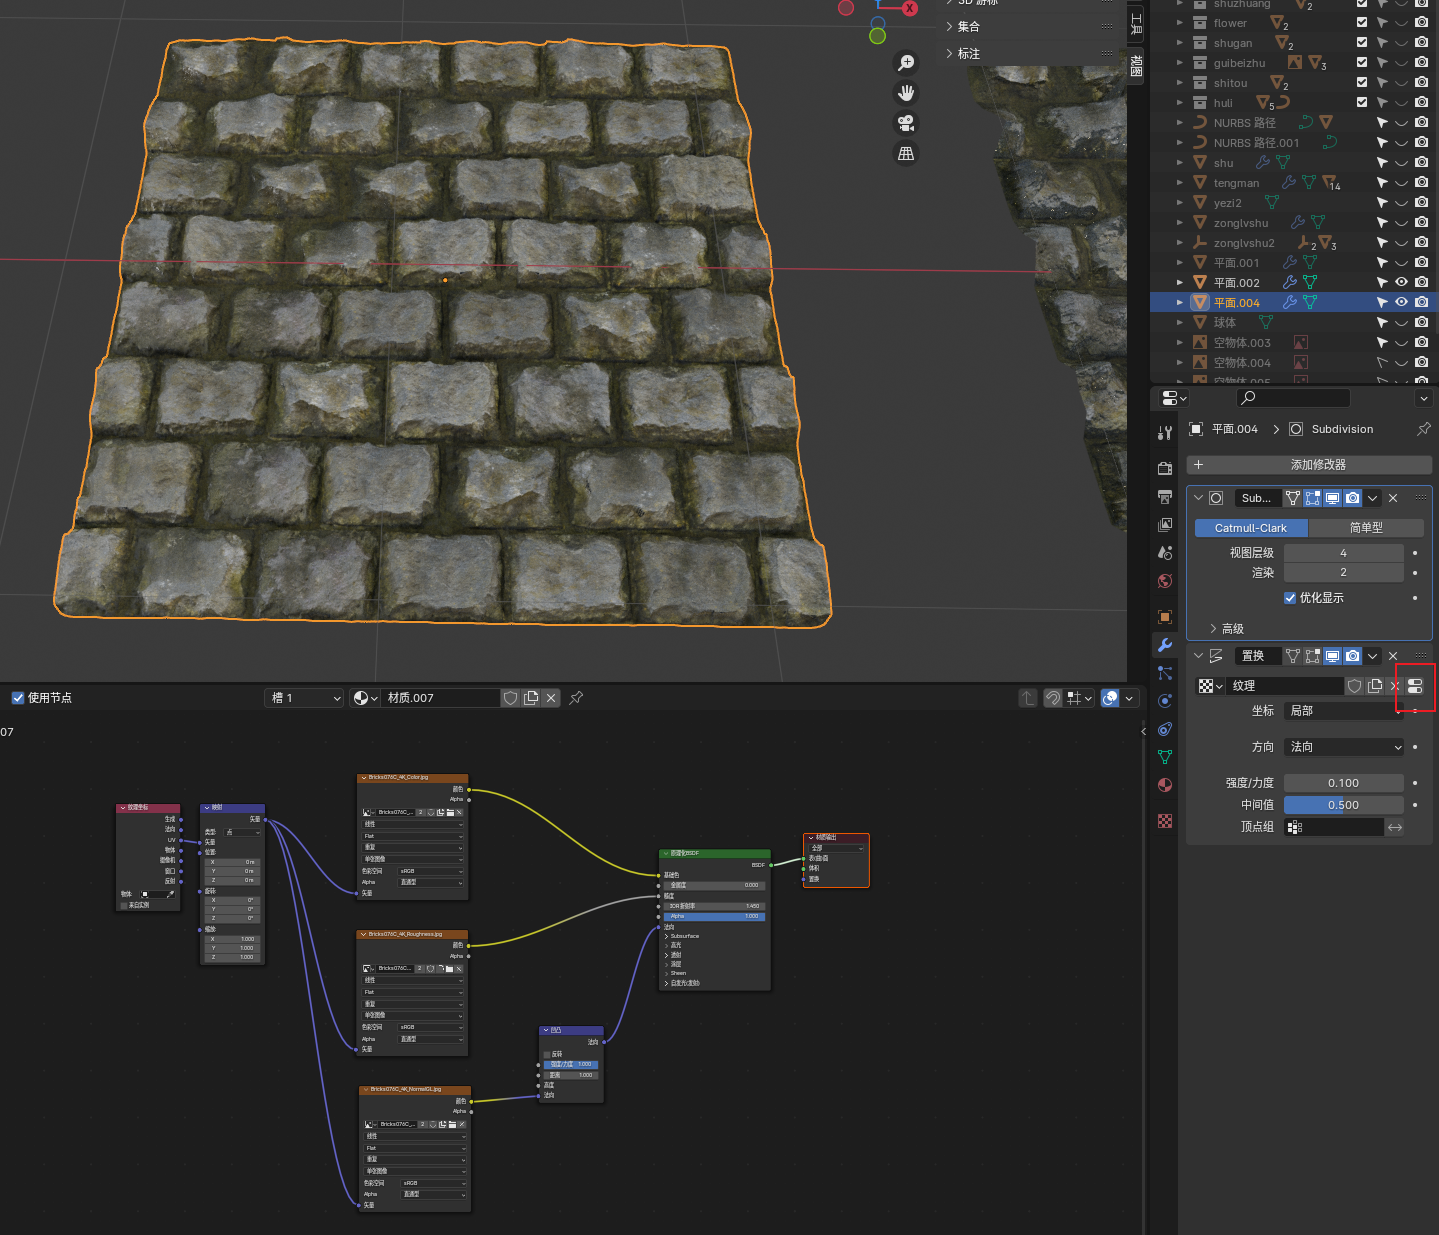 3D 游标
集合
标注
工具
视图
X
shuzhuang 2
flower 2
shugan 2
guibeizhu 3
shitou 2
huli 5
NURBS 路径
NURBS 路径.001
shu
tengman 14
yezi2
zonglvshu
zonglvshu2 2 3
平面.001
平面.002
平面.004
球体
空物体.003
空物体.004
空物体.005
平面.004 > Subdivision
+ 添加修改器
Sub...
Catmull-Clark 简单型
视图层级 4
渲染 2
优化显示
高级
置换
纹理
坐标 局部
方向 法向
强度/力度 0.100
中间值 0.500
顶点组
使用节点
槽 1
材质.007
07
纹理坐标
生成
法向
UV
物体
摄像机
窗口
反射
物体:
来自实例
映射
矢量
类型: 点
矢量
位置:
X 0 m
Y 0 m
Z 0 m
旋转:
X 0°
Y 0°
Z 0°
缩放:
X 1.000
Y 1.000
Z 1.000
Bricks076C_4K_Color.jpg
颜色
Alpha
Bricks076C_... 2
线性
Flat
重复
单张图像
色彩空间 sRGB
Alpha 直通型
矢量
Bricks076C_4K_Roughness.jpg
颜色
Alpha
Bricks076C... 2
线性
Flat
重复
单张图像
色彩空间 sRGB
Alpha 直通型
矢量
Bricks076C_4K_NormalGL.jpg
颜色
Alpha
Bricks076C_... 2
线性
Flat
重复
单张图像
色彩空间 sRGB
Alpha 直通型
矢量
凹凸
法向
反转
强度/力度 1.000
距离 1.000
高度
法向
原理化BSDF
BSDF
基础色
金属度 0.000
糙度
IOR折射率 1.450
Alpha 1.000
法向
Subsurface
高光
透射
涂层
Sheen
自发光(发射)
材质输出
全部
表(曲)面
体积
置换